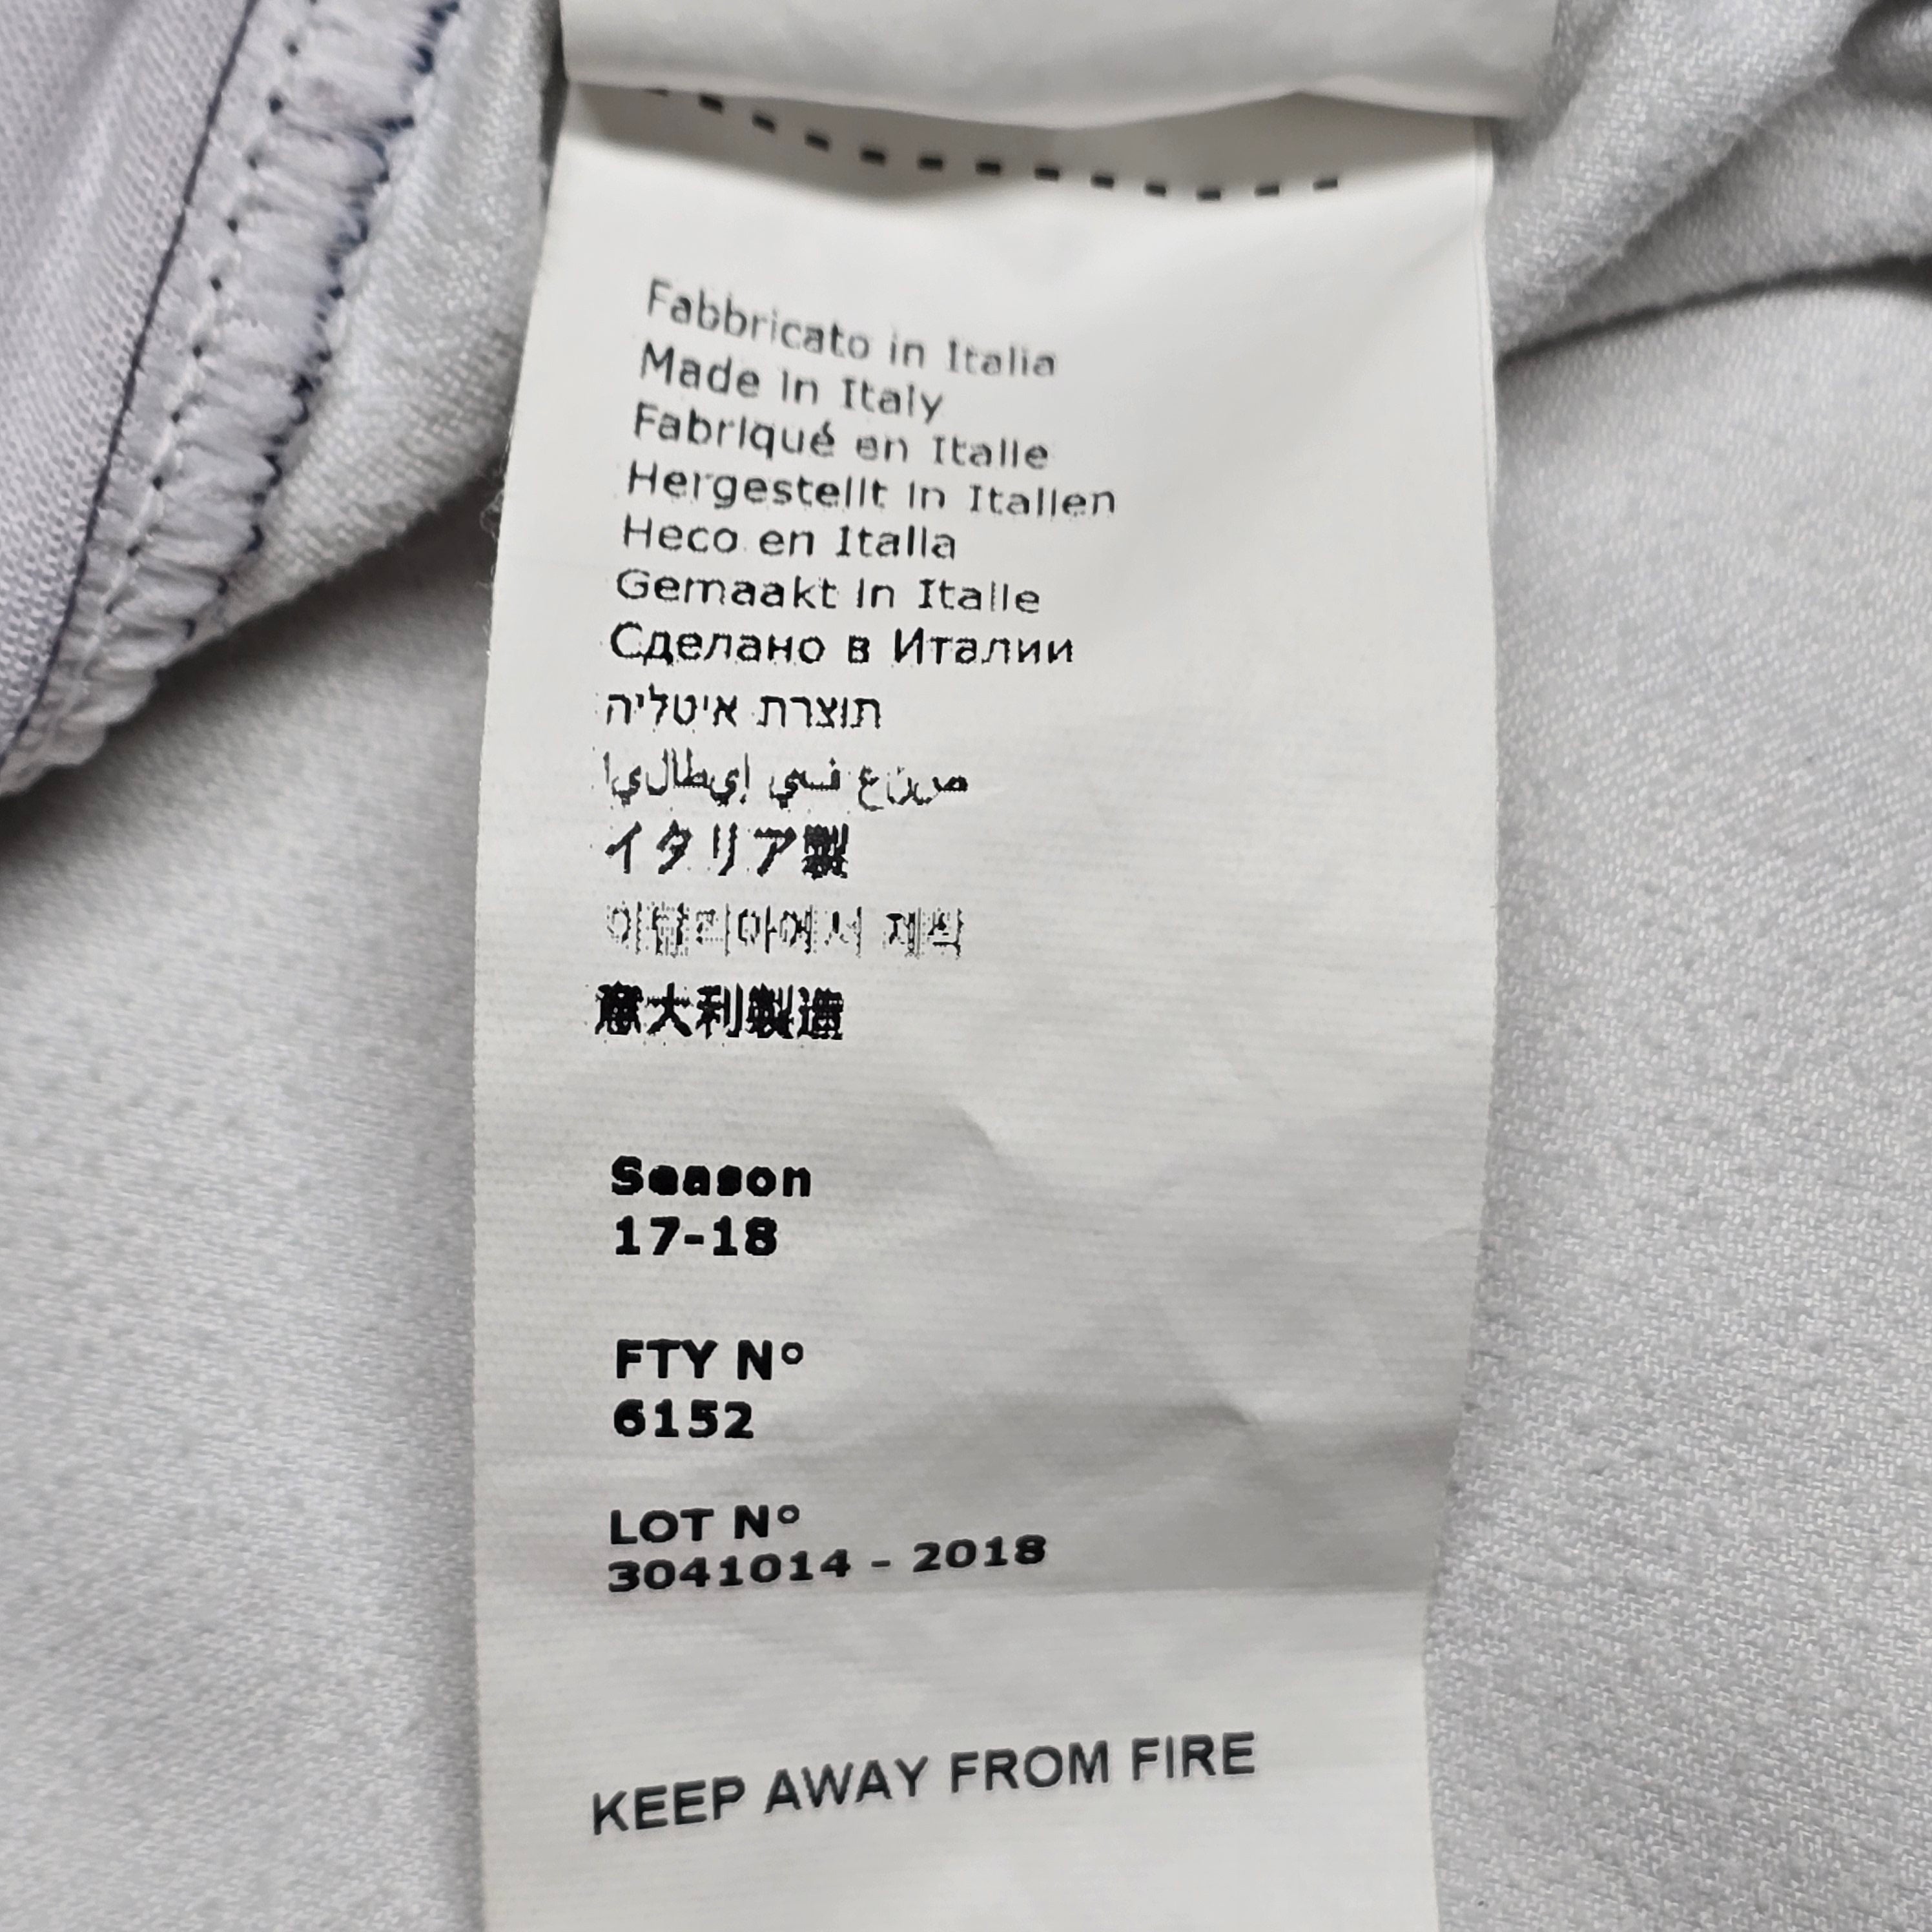 Fabbricato in Italia
Made in Italy
Fabriqué en Italie
Hergestellt in Italien
Heco en Italia
Gemaakt in Italie
Сделано в Италии
תוצרת איטליה
صنع في إيطاليا
イタリア製
이탈리아에서 제작
意大利製造
Season
17-18
FTY N°
6152
LOT N°
3041014 - 2018
KEEP AWAY FROM FIRE